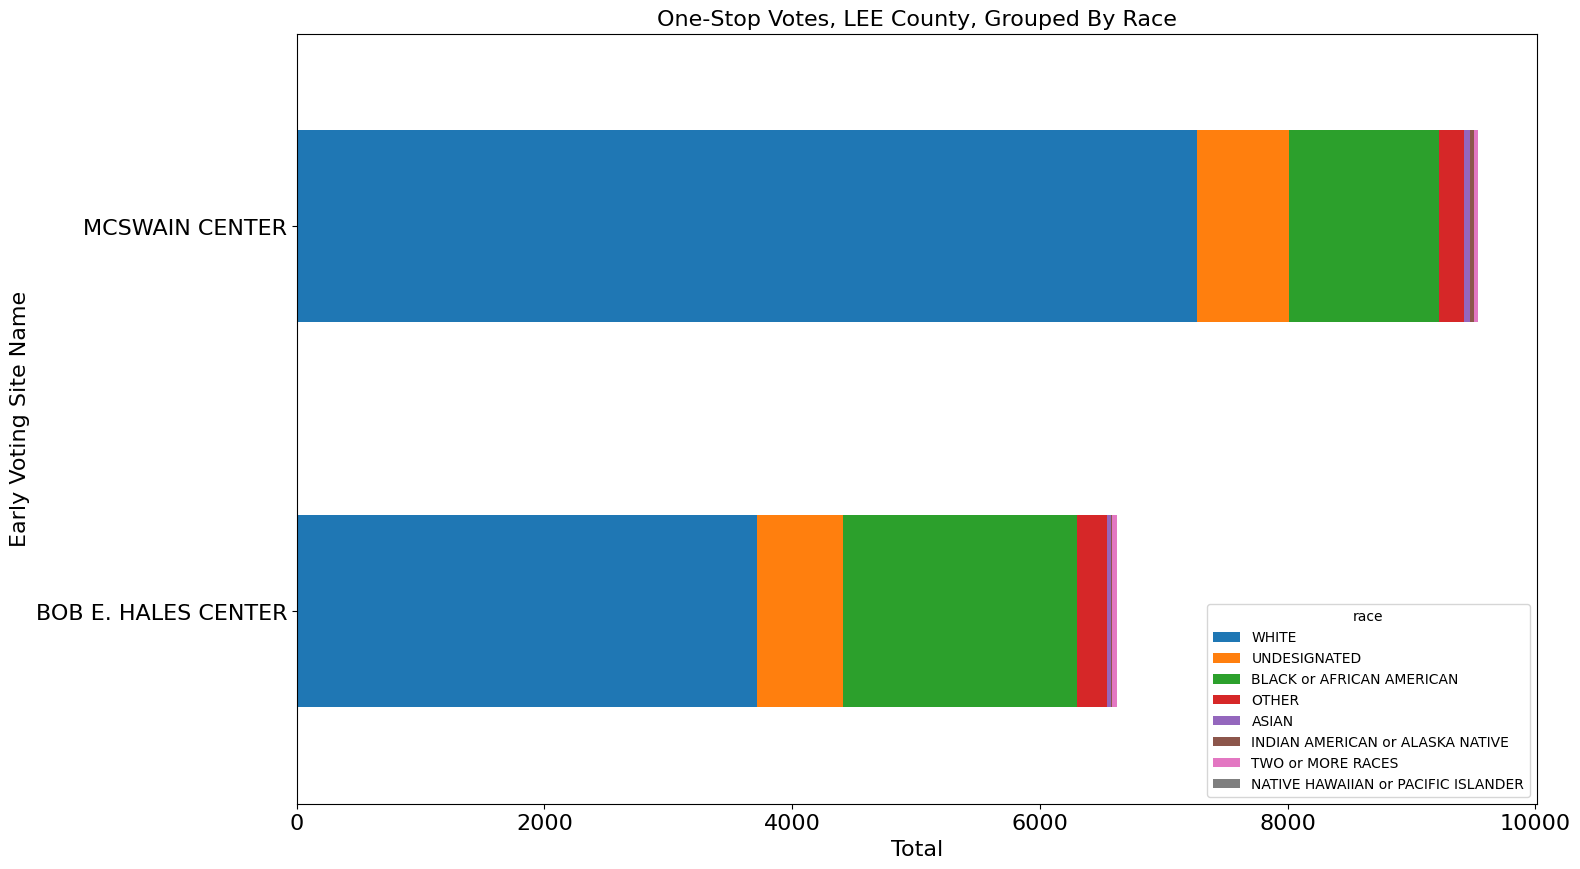 One-Stop Votes, LEE County, Grouped By Race
Early Voting Site Name
MCSWAIN CENTER
BOB E. HALES CENTER
race
WHITE
UNDESIGNATED
BLACK or AFRICAN AMERICAN
OTHER
ASIAN
INDIAN AMERICAN or ALASKA NATIVE
TWO or MORE RACES
NATIVE HAWAIIAN or PACIFIC ISLANDER
0 2000 4000 6000 8000 10000
Total